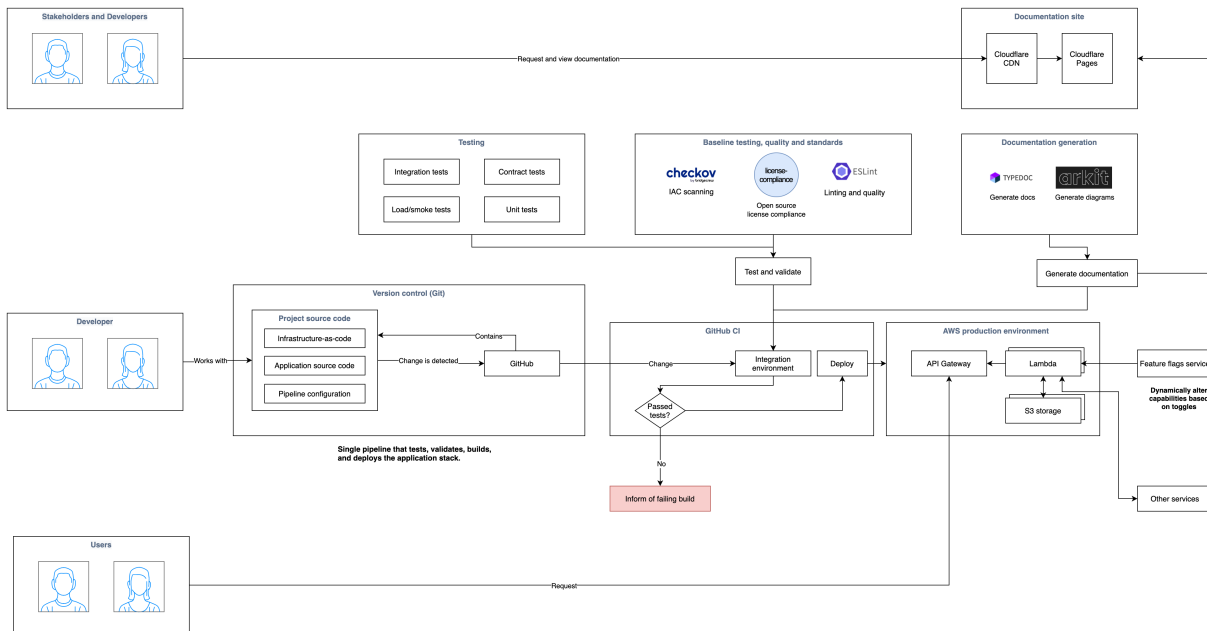 Stakeholders and Developers
Documentation site
Cloudflare
CDN
Cloudflare
Pages
Request and view documentation
Testing
Integration tests
Contract tests
Load/smoke tests
Unit tests
Baseline testing, quality and standards
checkov
by bridgecrew
IAC scanning
license-
compliance
Open source
license compliance
ESLint
Linting and quality
Documentation generation
TYPEDOC
Generate docs
arkit
Generate diagrams
Test and validate
Generate documentation
Developer
Works with
Version control (Git)
Project source code
Infrastructure-as-code
Application source code
Pipeline configuration
Contains
Change is detected
GitHub
Single pipeline that tests, validates, builds,
and deploys the application stack.
Change
GitHub CI
Integration
environment
Deploy
Passed
tests?
No
Inform of failing build
AWS production environment
API Gateway
Lambda
S3 storage
Feature flags service
Dynamically alter
capabilities based
on toggles
Other services
Users
Request